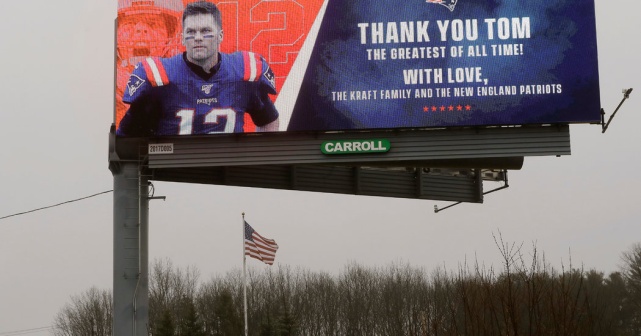 12
THANK YOU TOM
THE GREATEST OF ALL TIME!
WITH LOVE,
THE KRAFT FAMILY AND THE NEW ENGLAND PATRIOTS
PATRIOTS
12
CARROLL